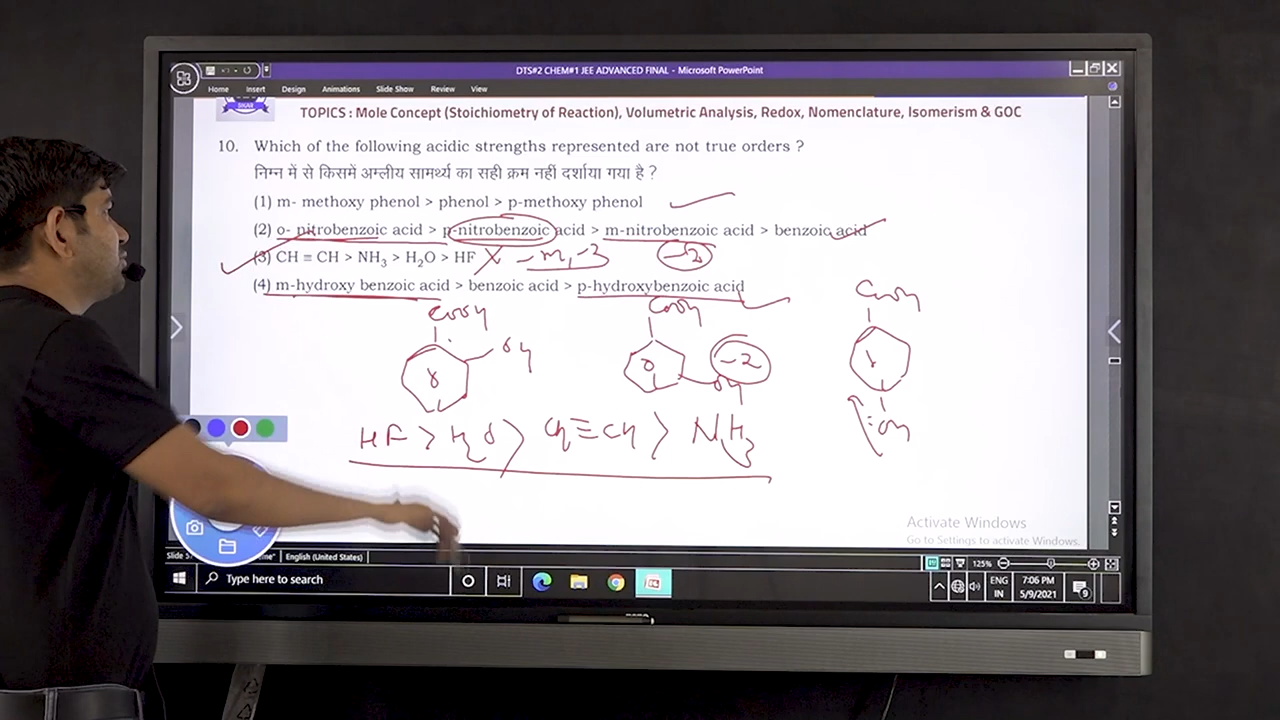 DTS#2 CHEM#1 JEE ADVANCED FINAL - Microsoft PowerPoint
Home Insert Design Animations Slide Show Review View
TOPICS : Mole Concept (Stoichiometry of Reaction), Volumetric Analysis, Redox, Nomenclature, Isomerism & GOC
10. Which of the following acidic strengths represented are not true orders ?
निम्न में से किसमें अम्लीय सामर्थ्य का सही क्रम नहीं दर्शाया गया है ?
(1) m- methoxy phenol > phenol > p-methoxy phenol
(2) o- nitrobenzoic acid > p-nitrobenzoic acid > m-nitrobenzoic acid > benzoic acid
(3) CH ≡ CH > NH₃ > H₂O > HF -m,-I -I
(4) m-hydroxy benzoic acid > benzoic acid > p-hydroxybenzoic acid
COOH COOH COOH
OH OH -I
:OH
HF > H₂O > CH≡CH > NH₃
Activate Windows
Go to Settings to activate Windows.
English (United States) 125%
Type here to search
ENG 7:06 PM
IN 5/9/2021